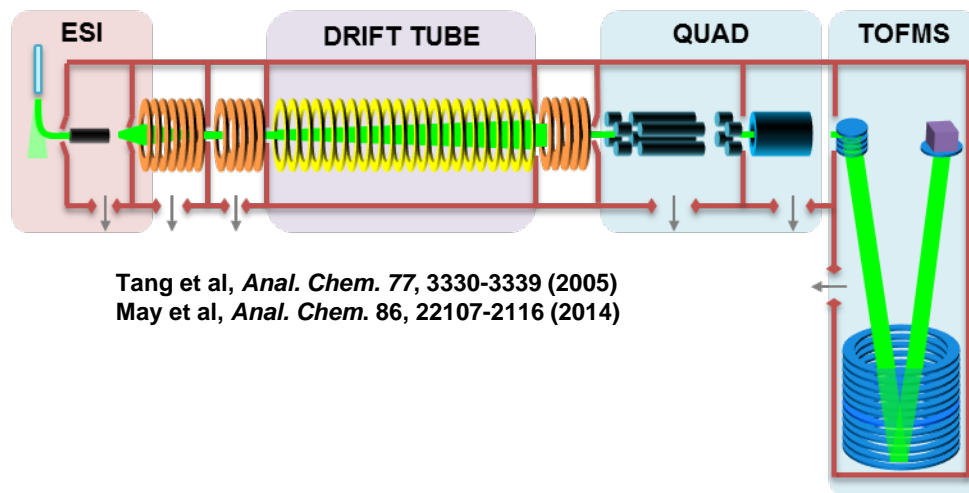 ESI
DRIFT TUBE
QUAD
TOFMS
Tang et al, Anal. Chem. 77, 3330-3339 (2005)
May et al, Anal. Chem. 86, 22107-2116 (2014)